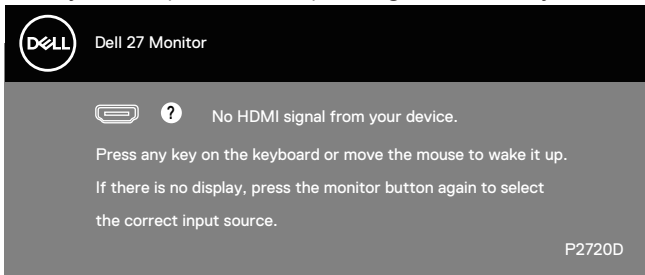 DELL
Dell 27 Monitor
? No HDMI signal from your device.
Press any key on the keyboard or move the mouse to wake it up.
If there is no display, press the monitor button again to select
the correct input source.
P2720D